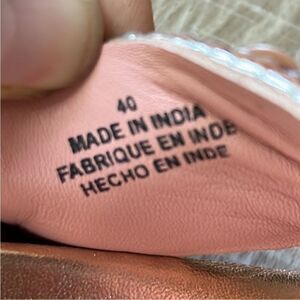 40
MADE IN INDIA
FABRIQUE EN INDE
HECHO EN INDE